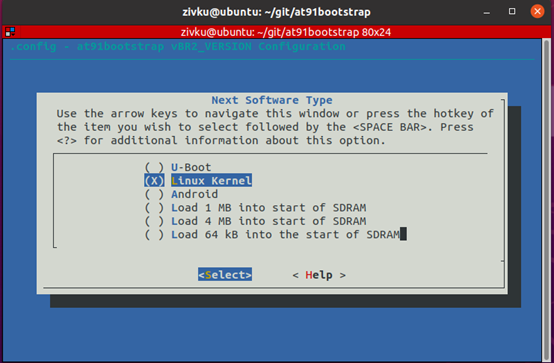 zivku@ubuntu: ~/git/at91bootstrap
zivku@ubuntu: ~/git/at91bootstrap 80x24
.config - at91bootstrap vBR2_VERSION Configuration
Next Software Type
Use the arrow keys to navigate this window or press the hotkey of
the item you wish to select followed by the <SPACE BAR>. Press
<?> for additional information about this option.
( ) U-Boot
(X) Linux Kernel
( ) Android
( ) Load 1 MB into start of SDRAM
( ) Load 4 MB into start of SDRAM
( ) Load 64 kB into the start of SDRAM
<Select> < Help >